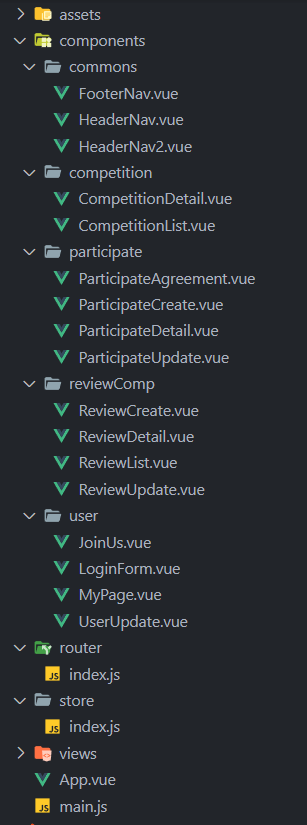 assets
components
commons
FooterNav.vue
HeaderNav.vue
HeaderNav2.vue
competition
CompetitionDetail.vue
CompetitionList.vue
participate
ParticipateAgreement.vue
ParticipateCreate.vue
ParticipateDetail.vue
ParticipateUpdate.vue
reviewComp
ReviewCreate.vue
ReviewDetail.vue
ReviewList.vue
ReviewUpdate.vue
user
JoinUs.vue
LoginForm.vue
MyPage.vue
UserUpdate.vue
router
JS index.js
store
JS index.js
views
App.vue
JS main.js